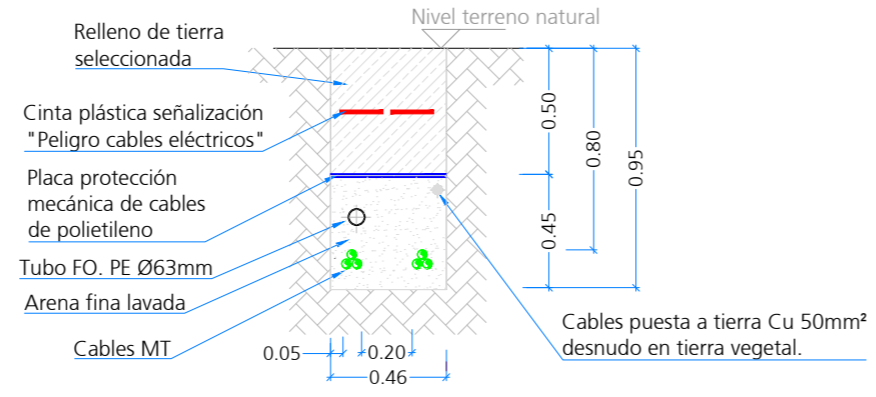 Nivel terreno natural
Relleno de tierra
seleccionada
Cinta plástica señalización
"Peligro cables eléctricos"
Placa protección
mecánica de cables
de polietileno
Tubo FO. PE Ø63mm
Arena fina lavada
Cables MT
0.50
0.80
0.95
0.45
Cables puesta a tierra Cu 50mm²
desnudo en tierra vegetal.
0.05
0.20
0.46